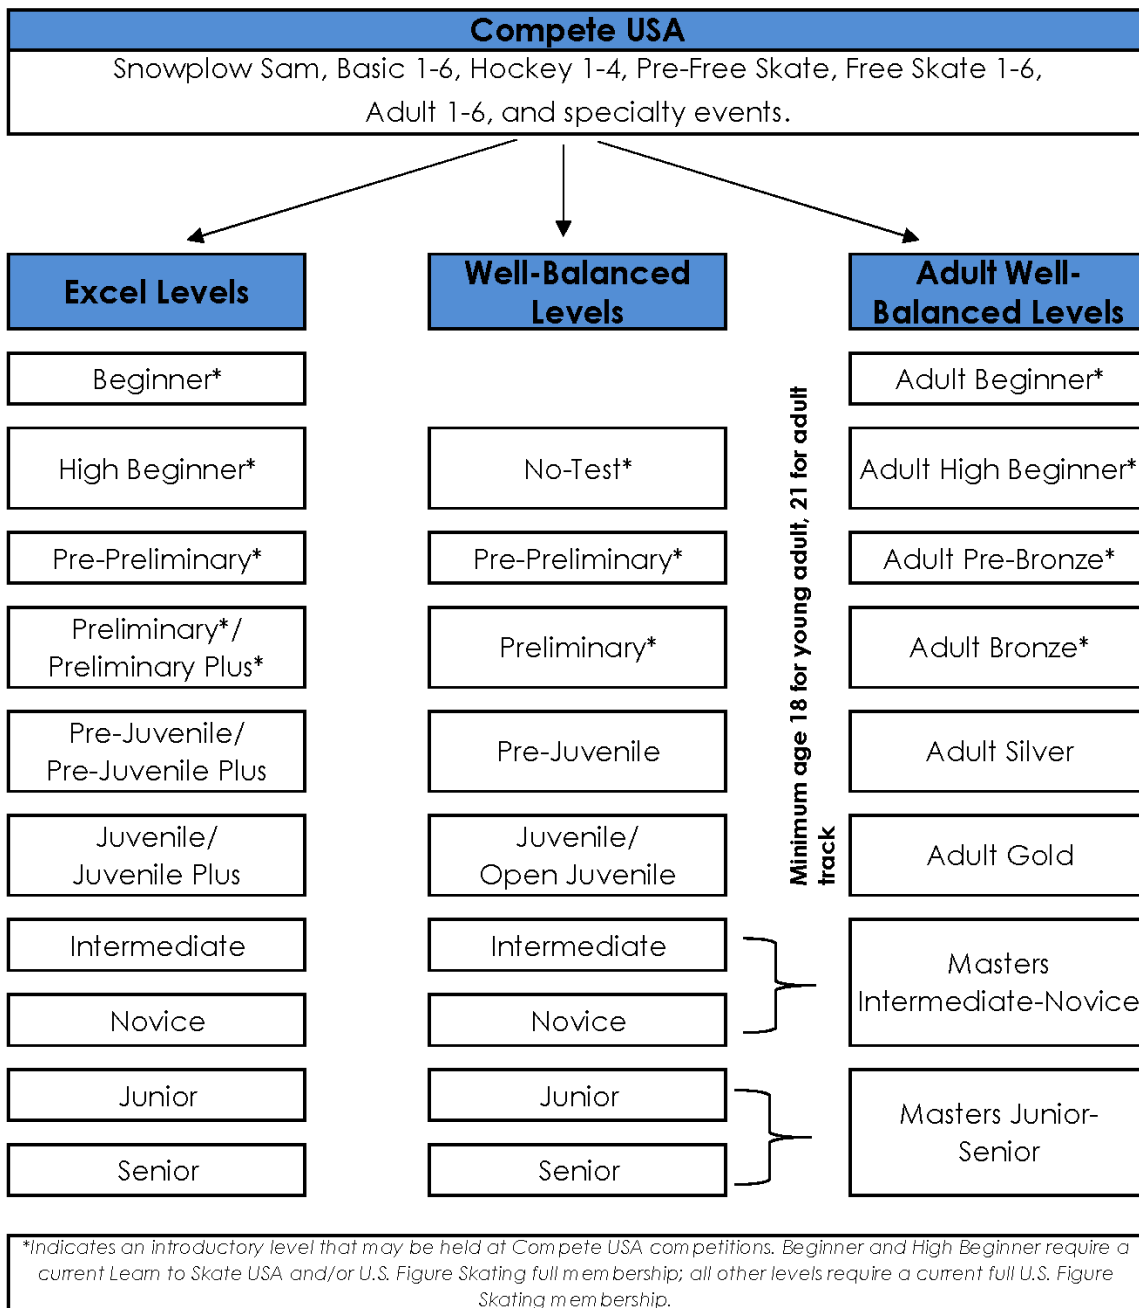 Compete USA
Snowplow Sam, Basic 1-6, Hockey 1-4, Pre-Free Skate, Free Skate 1-6,
Adult 1-6, and specialty events.
Excel Levels
Beginner*
High Beginner*
Pre-Preliminary*
Preliminary*/
Preliminary Plus*
Pre-Juvenile/
Pre-Juvenile Plus
Juvenile/
Juvenile Plus
Intermediate
Novice
Junior
Senior
Well-Balanced
Levels
No-Test*
Pre-Preliminary*
Preliminary*
Pre-Juvenile
Juvenile/
Open Juvenile
Intermediate
Novice
Junior
Senior
Minimum age 18 for young adult, 21 for adult
track
Adult Well-
Balanced Levels
Adult Beginner*
Adult High Beginner*
Adult Pre-Bronze*
Adult Bronze*
Adult Silver
Adult Gold
Masters
Intermediate-Novice
Masters Junior-
Senior
*Indicates an introductory level that may be held at Compete USA competitions. Beginner and High Beginner require a
current Learn to Skate USA and/or U.S. Figure Skating full membership; all other levels require a current full U.S. Figure
Skating membership.